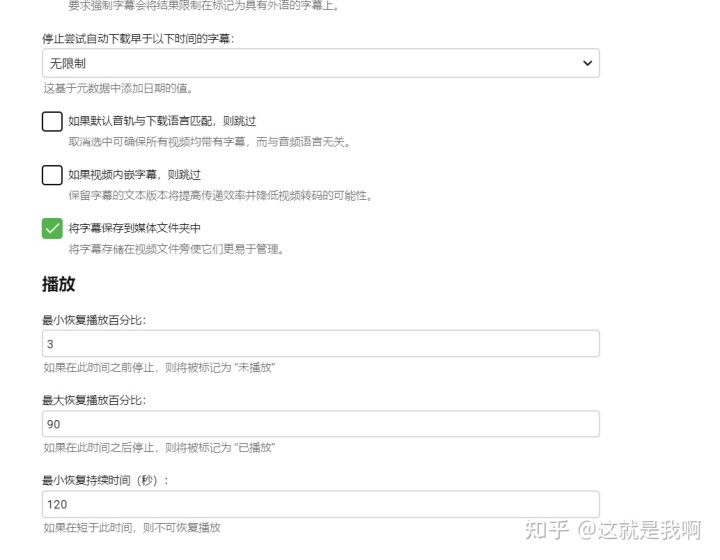 要求强制字幕会将结果限制在标记为具有外语的字幕上。
停止尝试自动下载早于以下时间的字幕：
无限制
这基于元数据中添加日期的值。
如果默认音轨与下载语言匹配，则跳过
取消选中可确保所有视频均带有字幕，而与音频语言无关。
如果视频内嵌字幕，则跳过
保留字幕的文本版本将提高传递效率并降低视频转码的可能性。
将字幕保存到媒体文件夹中
将字幕存储在视频文件旁使它们更易于管理。
播放
最小恢复播放百分比：
3
如果在此时间之前停止，则将被标记为 “未播放”
最大恢复播放百分比：
90
如果在此时间之后停止，则将被标记为 “已播放”
最小恢复持续时间（秒）：
120
如果在短于此时间，则不可恢复播放
知乎 @这就是我啊